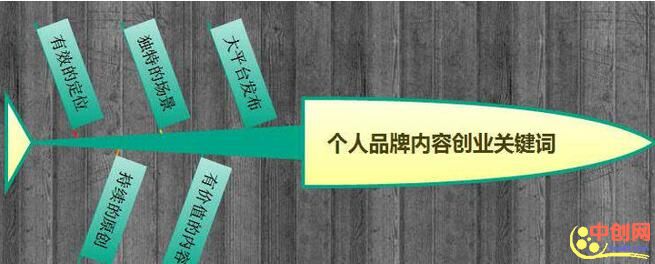 有效的定位
独特的场景
大平台发布
个人品牌内容创业关键词
持续的原创
有价值的内容
中创网